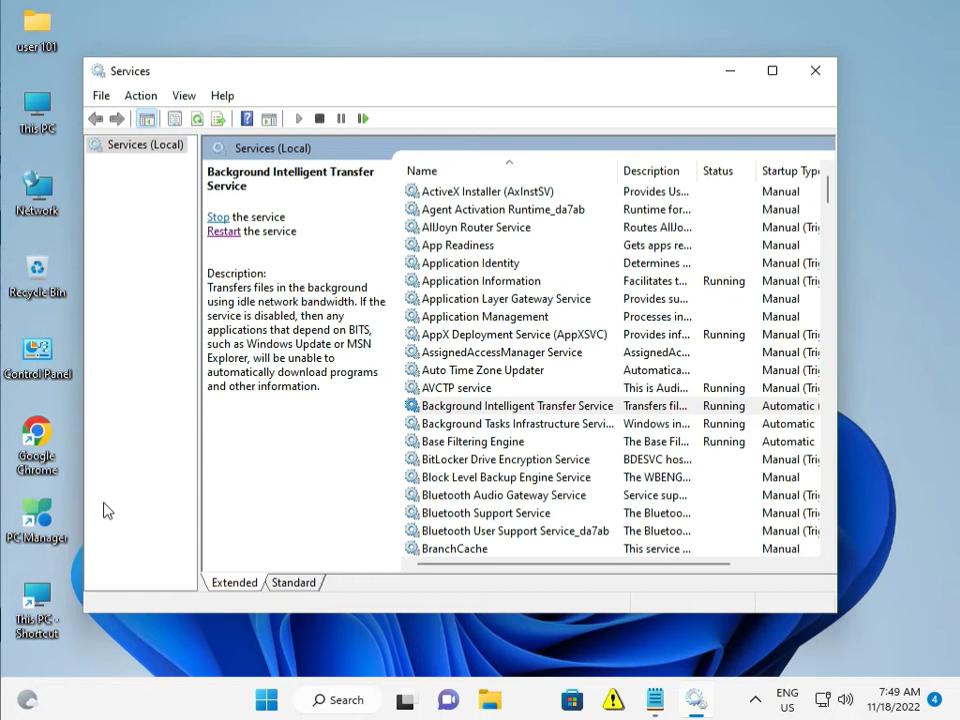 user 101
This PC
Network
Recycle Bin
Control Panel
Google
Chrome
PC Manager
This PC -
Shortcut
Services
File Action View Help
Services (Local)
Services (Local)
Background Intelligent Transfer
Service
Stop the service
Restart the service
Description:
Transfers files in the background
using idle network bandwidth. If the
service is disabled, then any
applications that depend on BITS,
such as Windows Update or MSN
Explorer, will be unable to
automatically download programs
and other information.
Name Description Status Startup Typ
ActiveX Installer (AxInstSV) Provides Us... Manual
Agent Activation Runtime_da7ab Runtime for... Manual
AllJoyn Router Service Routes AllJo... Manual (Tri
App Readiness Gets apps re... Manual
Application Identity Determines ... Manual (Tri
Application Information Facilitates t... Running Manual (Tri
Application Layer Gateway Service Provides su... Manual
Application Management Processes in... Manual
AppX Deployment Service (AppXSVC) Provides inf... Running Manual (Tri
AssignedAccessManager Service AssignedAc... Manual (Tri
Auto Time Zone Updater Automatica... Manual (Tri
AVCTP service This is Audi... Running Manual (Tri
Background Intelligent Transfer Service Transfers fil... Running Automatic (
Background Tasks Infrastructure Servi... Windows in... Running Automatic
Base Filtering Engine The Base Fil... Running Automatic
BitLocker Drive Encryption Service BDESVC hos... Manual (Tri
Block Level Backup Engine Service The WBENG... Manual
Bluetooth Audio Gateway Service Service sup... Manual (Tri
Bluetooth Support Service The Bluetoo... Manual (Tri
Bluetooth User Support Service_da7ab The Bluetoo... Manual (Tri
BranchCache This service ... Manual
Extended Standard
Search
ENG
US
7:49 AM
11/18/2022
4